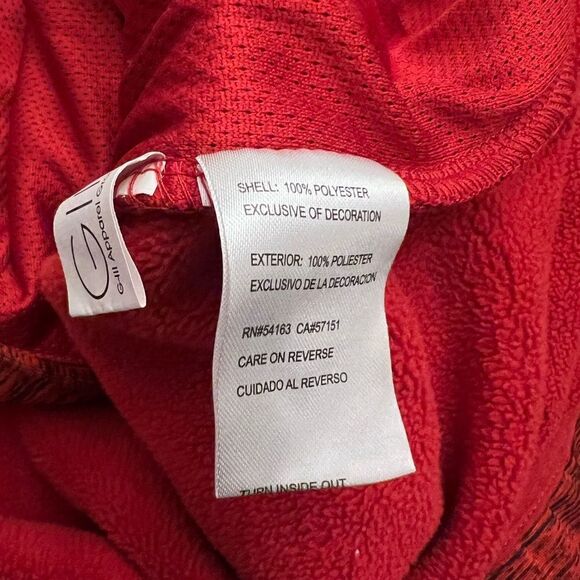 SHELL: 100% POLYESTER
EXCLUSIVE OF DECORATION
EXTERIOR: 100% POLIESTER
EXCLUSIVO DE LA DECORACION
RN#54163 CA#57151
CARE ON REVERSE
CUIDADO AL REVERSO
TURN INSIDE OUT
G-III Apparel